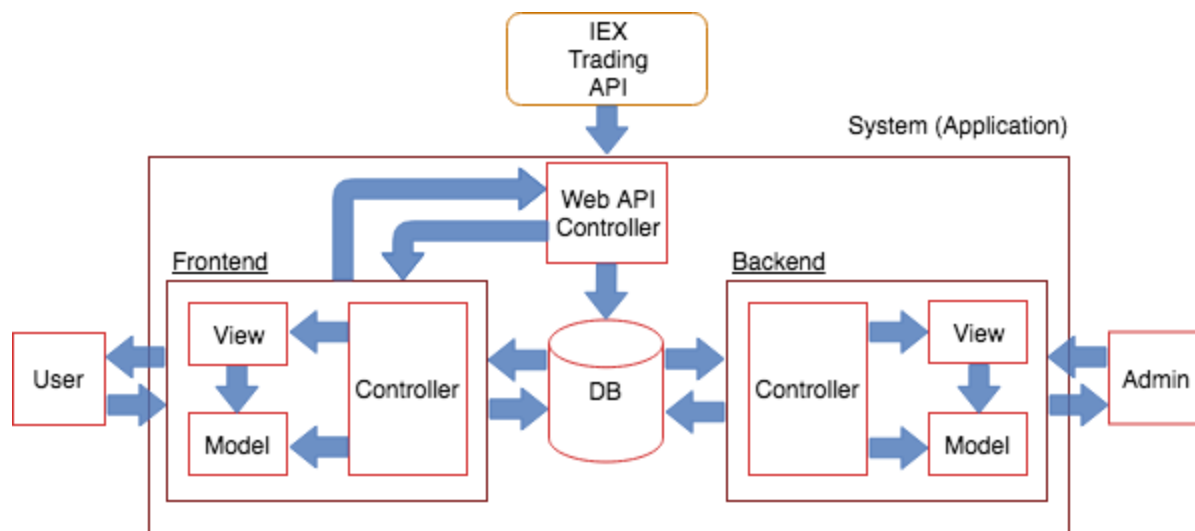 IEX
Trading
API
System (Application)
Web API
Controller
Frontend
Backend
View
Controller
Model
User
DB
Controller
View
Model
Admin